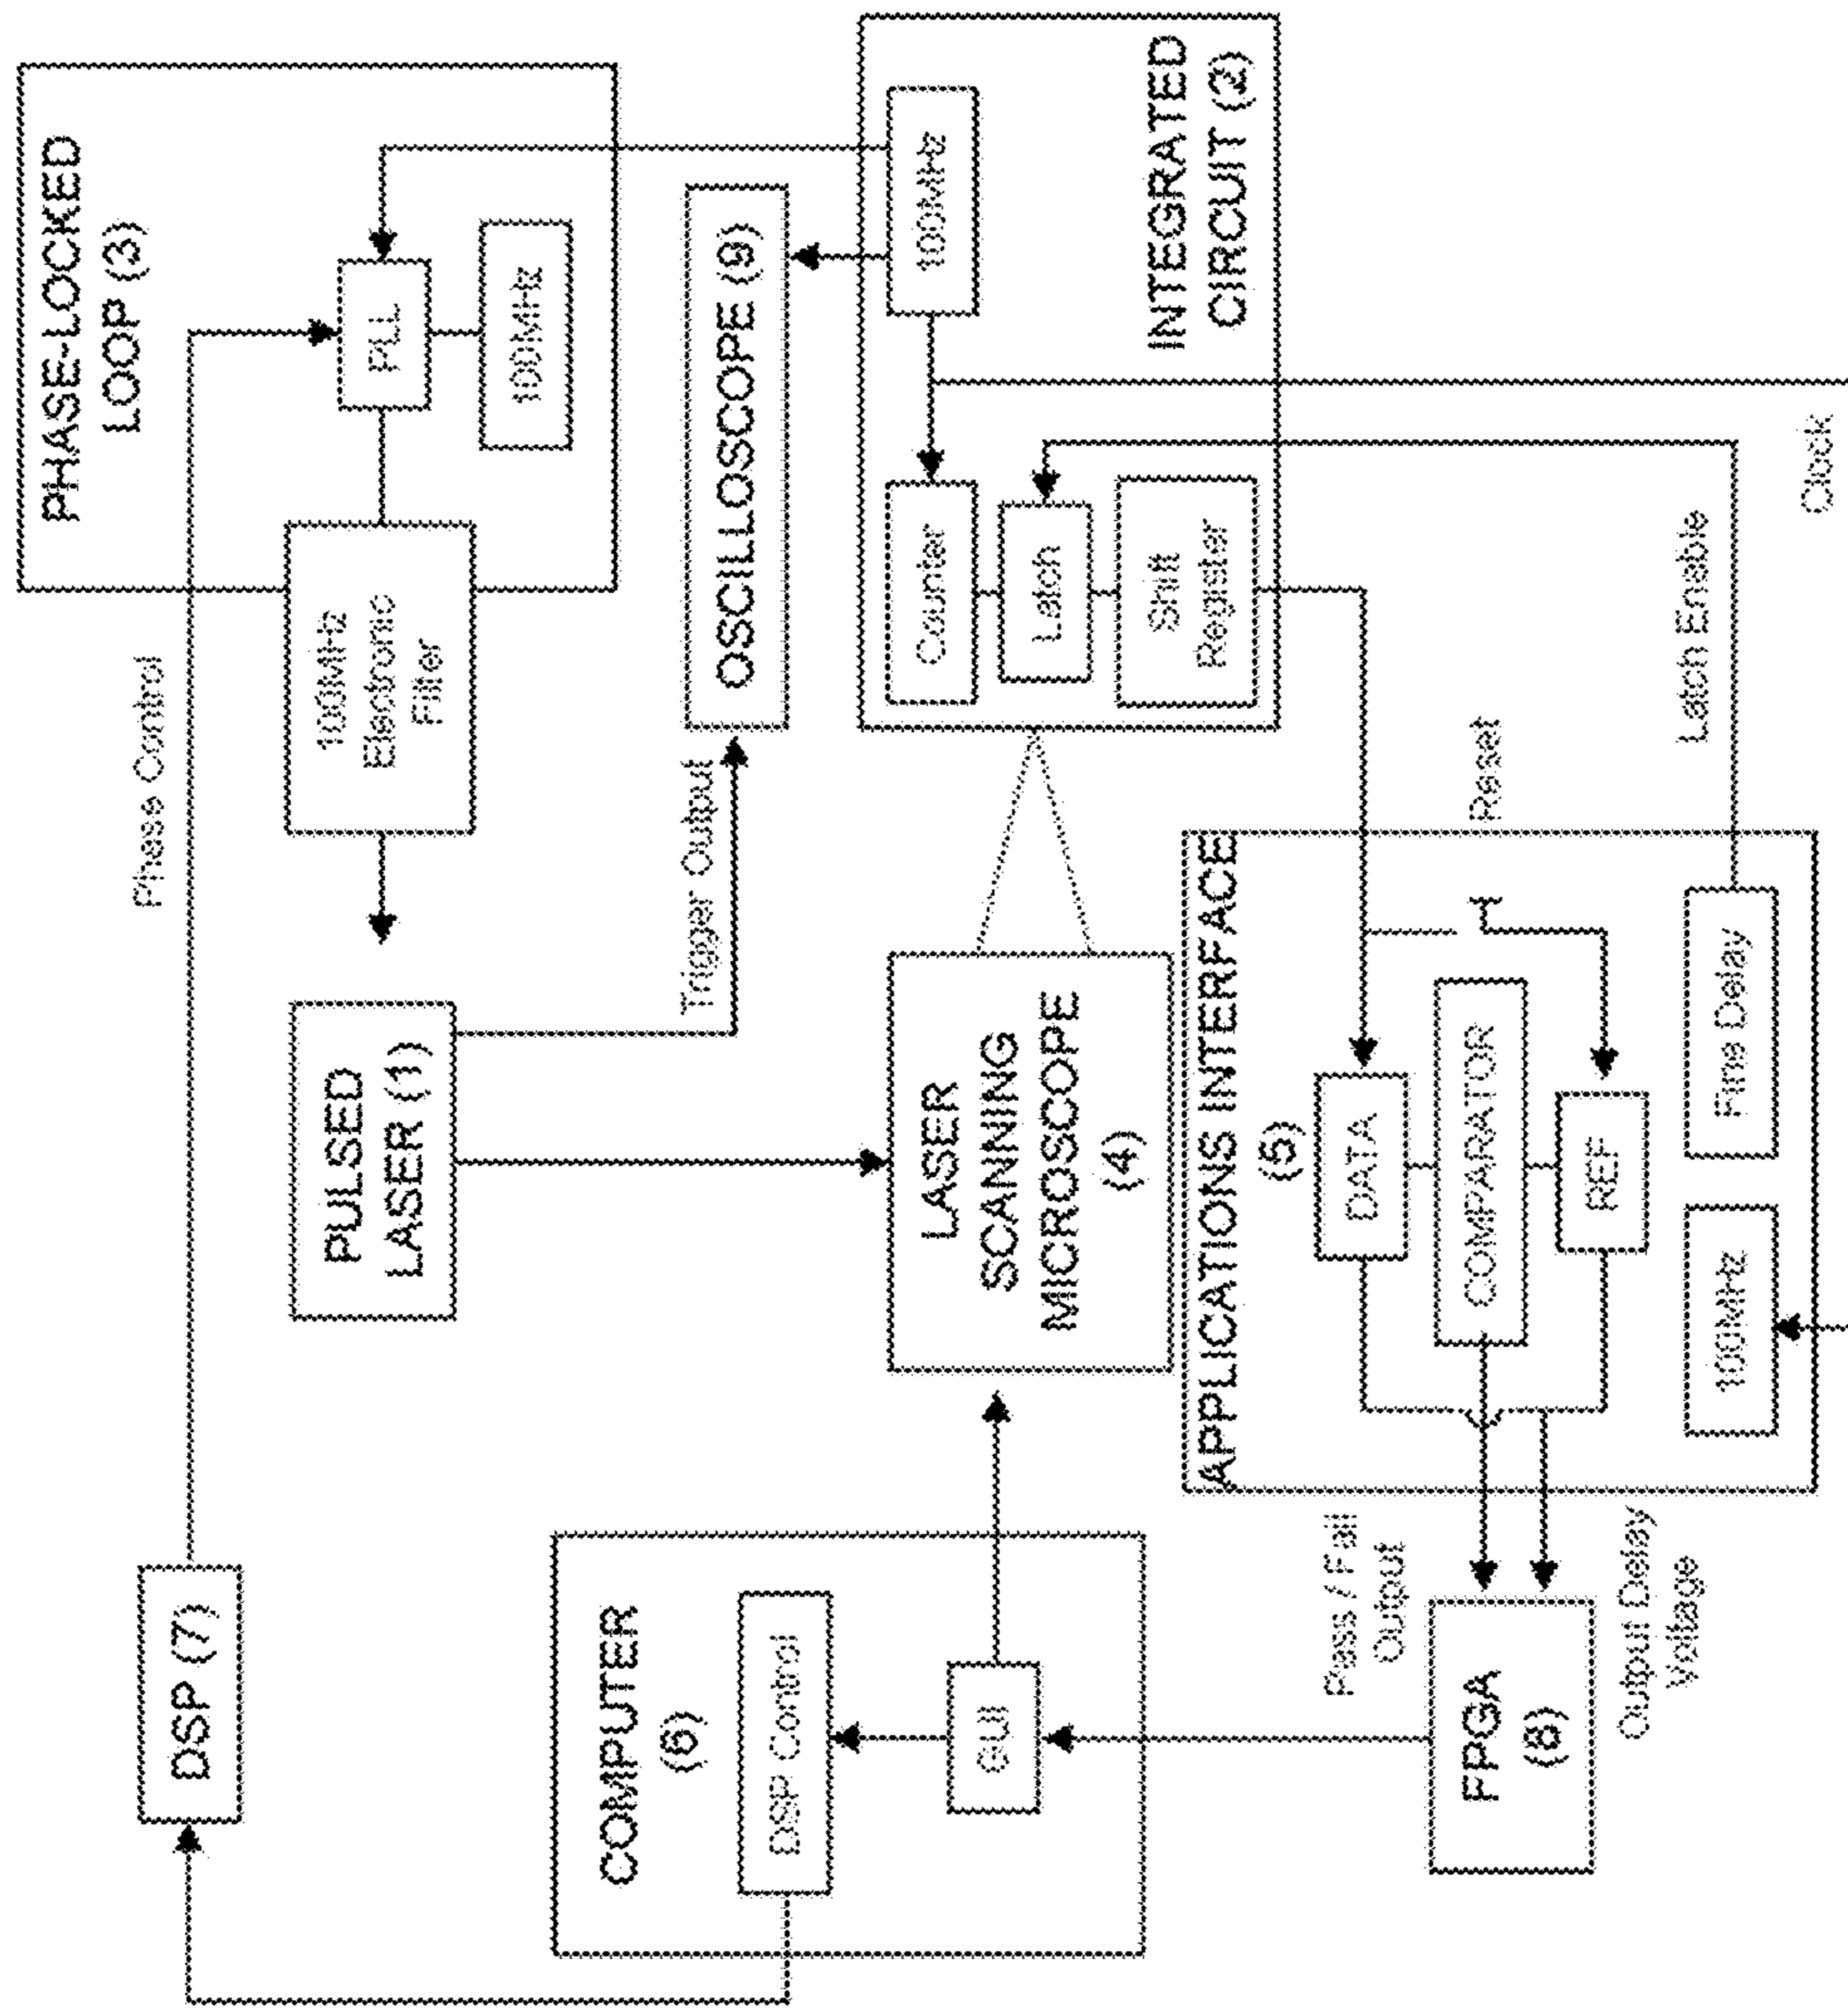 DSP (7)
Phase Control
PHASE-LOCKED
LOOP (3)
PULSED
LASER (1)
100MHz
Electronic
Filter
PLL
100MHz
COMPUTER
(6)
DSP Control
GUI
Trigger Output
OSCILLOSCOPE (9)
LASER
SCANNING
MICROSCOPE
(4)
Counter
Latch
Shift
Register
100MHz
INTEGRATED
CIRCUIT (2)
APPLICATIONS INTERFACE
(5)
DATA
COMPARATOR
REF
100MHz
Fine Delay
Reset
Latch Enable
Clock
Pass / Fail
Output
FPGA
(8)
Output Delay
Voltage